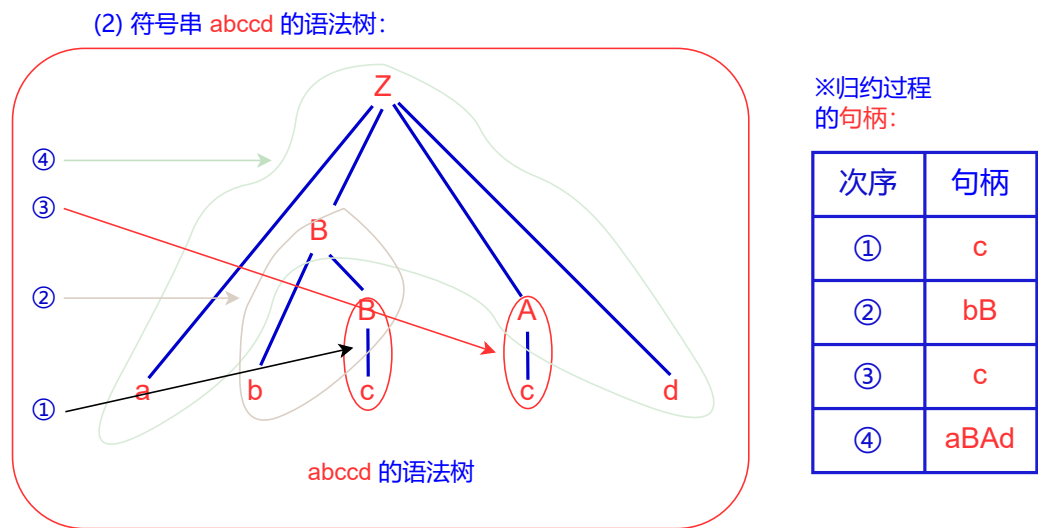 (2) 符号串 abccd 的语法树：
Z
④
③
B
②
B A
a b c c d
①
abccd 的语法树
※归约过程
的句柄：
次序 句柄
① c
② bB
③ c
④ aBAd